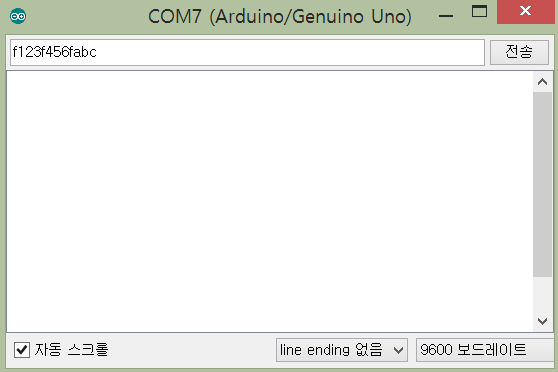 COM7 (Arduino/Genuino Uno)
f123f456fabc 전송
자동 스크롤 line ending 없음 9600 보드레이트